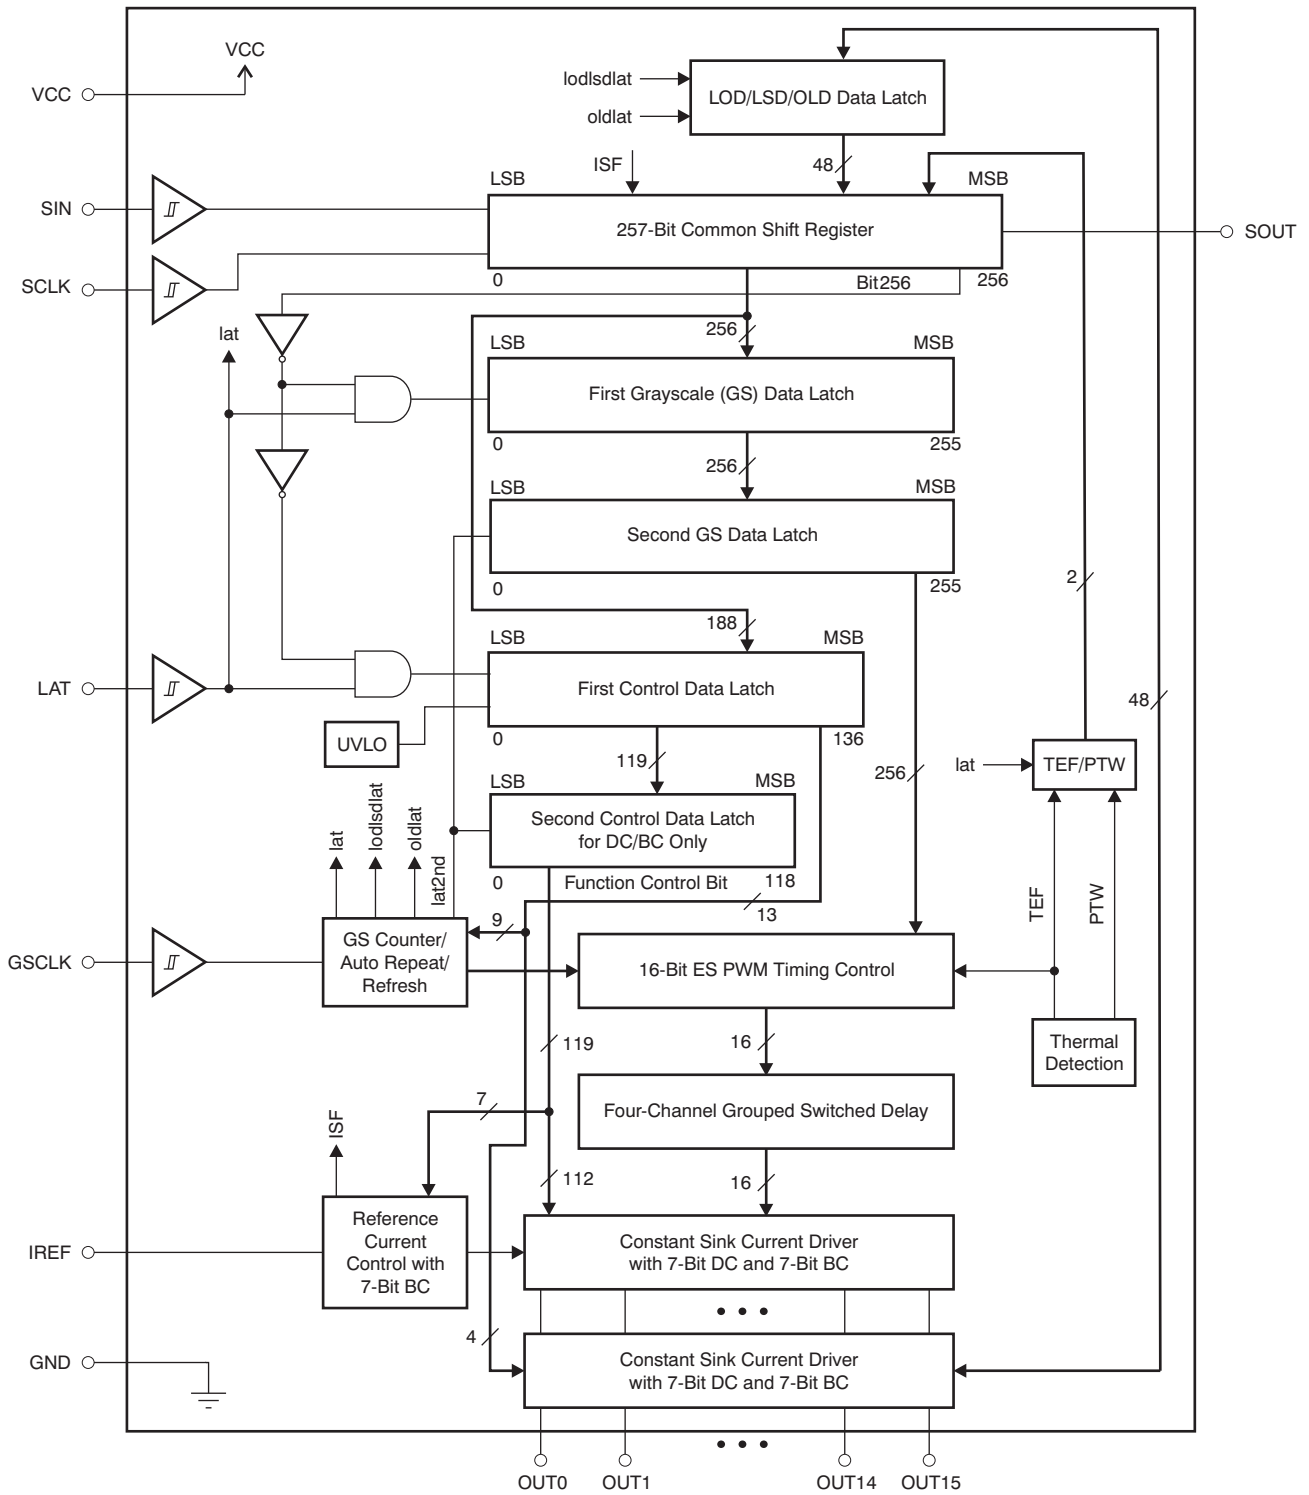 VCC
VCC
lodlsdlat
LOD/LSD/OLD Data Latch
oldlat
ISF
48
LSB
MSB
SIN
257-Bit Common Shift Register
SOUT
SCLK
0
Bit256
256
lat
256
LSB
MSB
First Grayscale (GS) Data Latch
0
255
256
LSB
MSB
Second GS Data Latch
2
0
255
188
LSB
MSB
LAT
First Control Data Latch
48
UVLO
0
136
119
256
lat
TEF/PTW
LSB
MSB
lat
lodlsdlat
oldlat
lat2nd
Second Control Data Latch
for DC/BC Only
0
Function Control Bit
118
13
TEF
PTW
9
GSCLK
GS Counter/
Auto Repeat/
Refresh
16-Bit ES PWM Timing Control
119
16
Thermal
Detection
7
Four-Channel Grouped Switched Delay
ISF
112
16
IREF
Reference
Current
Control with
7-Bit BC
Constant Sink Current Driver
with 7-Bit DC and 7-Bit BC
4
GND
Constant Sink Current Driver
with 7-Bit DC and 7-Bit BC
OUT0
OUT1
OUT14
OUT15